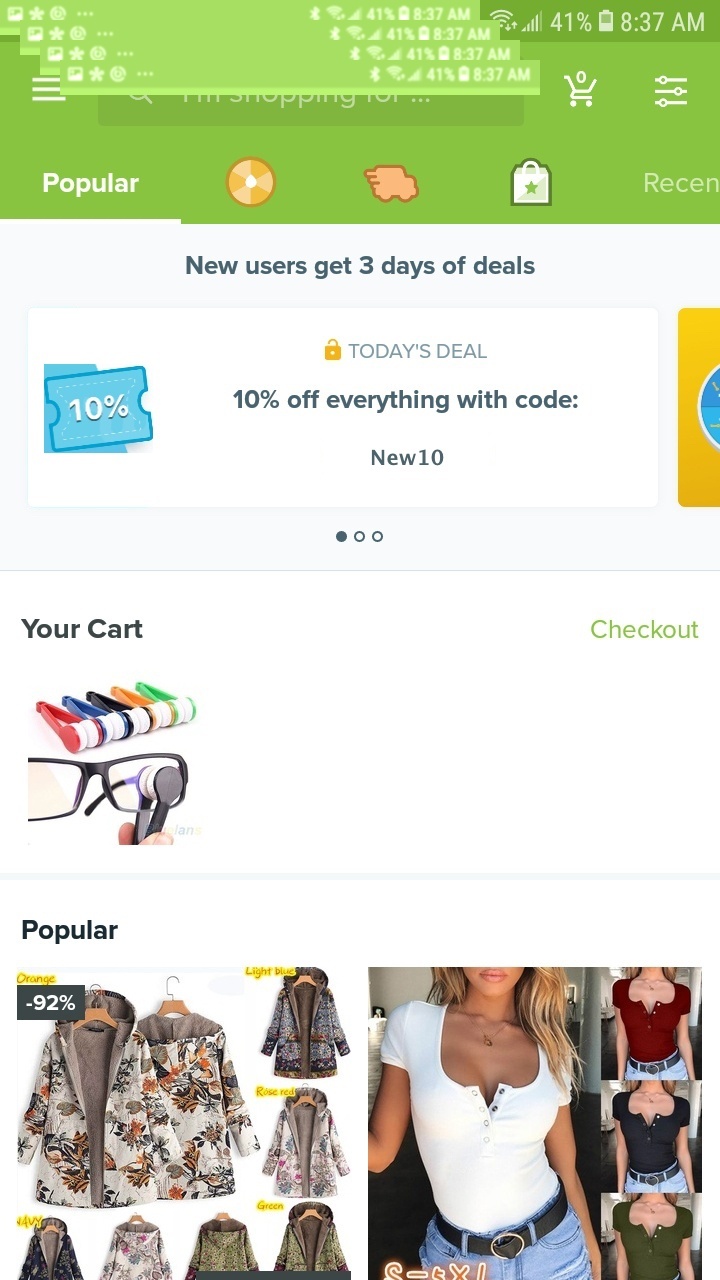 41% 8:37 AM
41% 8:37 AM
41% 8:37 AM
41% 8:37 AM
41% 8:37 AM
I'm shopping for ...
0
Popular
Recen
New users get 3 days of deals
TODAY'S DEAL
10%
10% off everything with code:
New10
Your Cart
Checkout
Popular
Orange
Light blue
-92%
Rose red
Green
NAVY